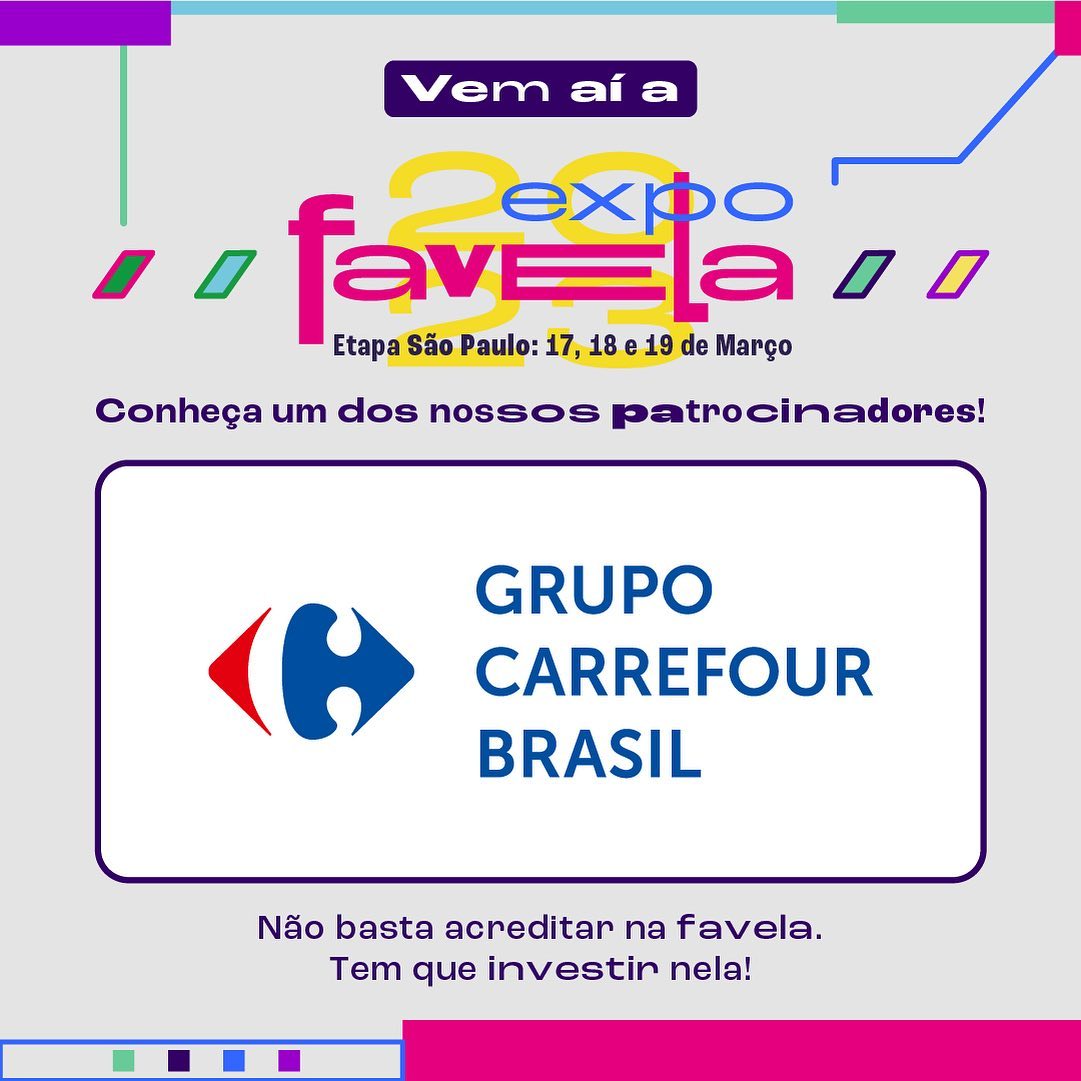 Vem aí a
2023
expo
favela
Etapa São Paulo: 17, 18 e 19 de Março
Conheça um dos nossos patrocinadores!
GRUPO
CARREFOUR
BRASIL
Não basta acreditar na favela.
Tem que investir nela!